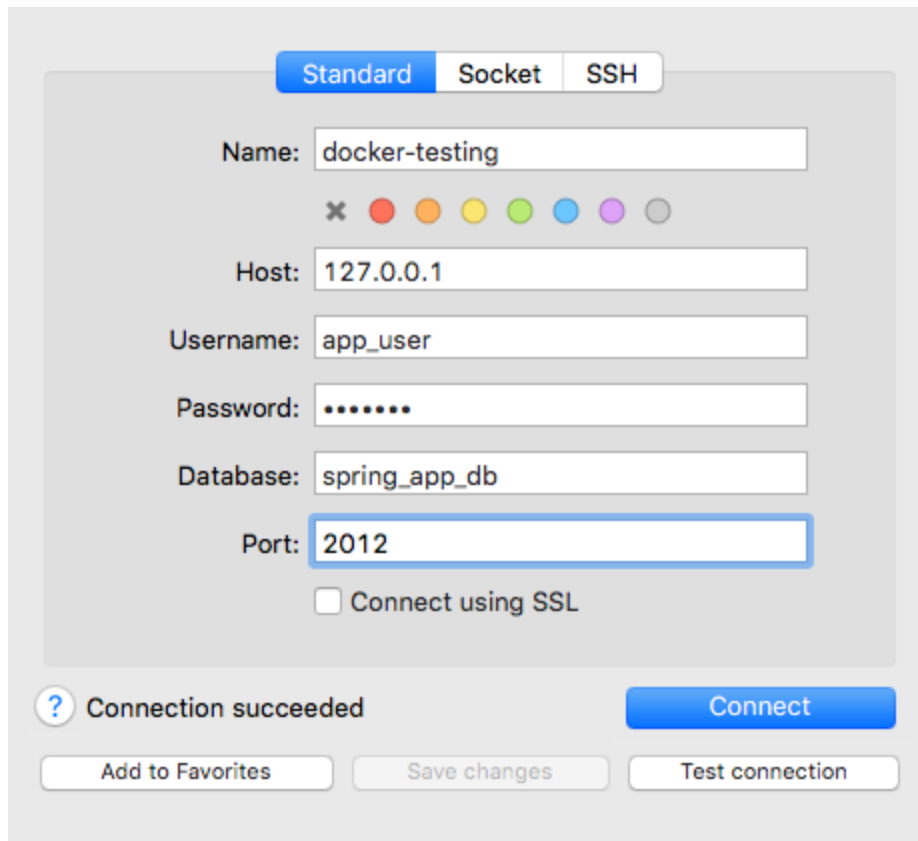 Standard Socket SSH
Name: docker-testing
Host: 127.0.0.1
Username: app_user
Password: •••••••
Database: spring_app_db
Port: 2012
Connect using SSL
? Connection succeeded Connect
Add to Favorites Save changes Test connection